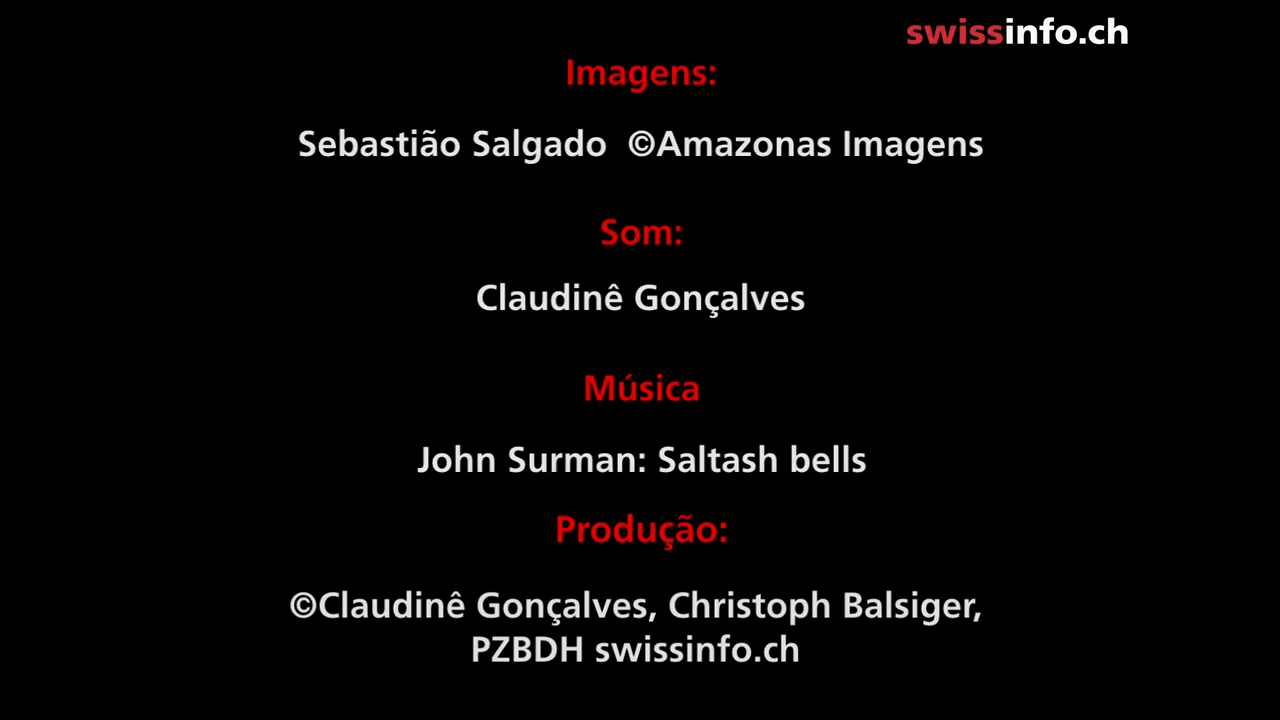 swissinfo.ch
Imagens:
Sebastião Salgado ©Amazonas Imagens
Som:
Claudinê Gonçalves
Música
John Surman: Saltash bells
Produção:
©Claudinê Gonçalves, Christoph Balsiger,
PZBDH swissinfo.ch